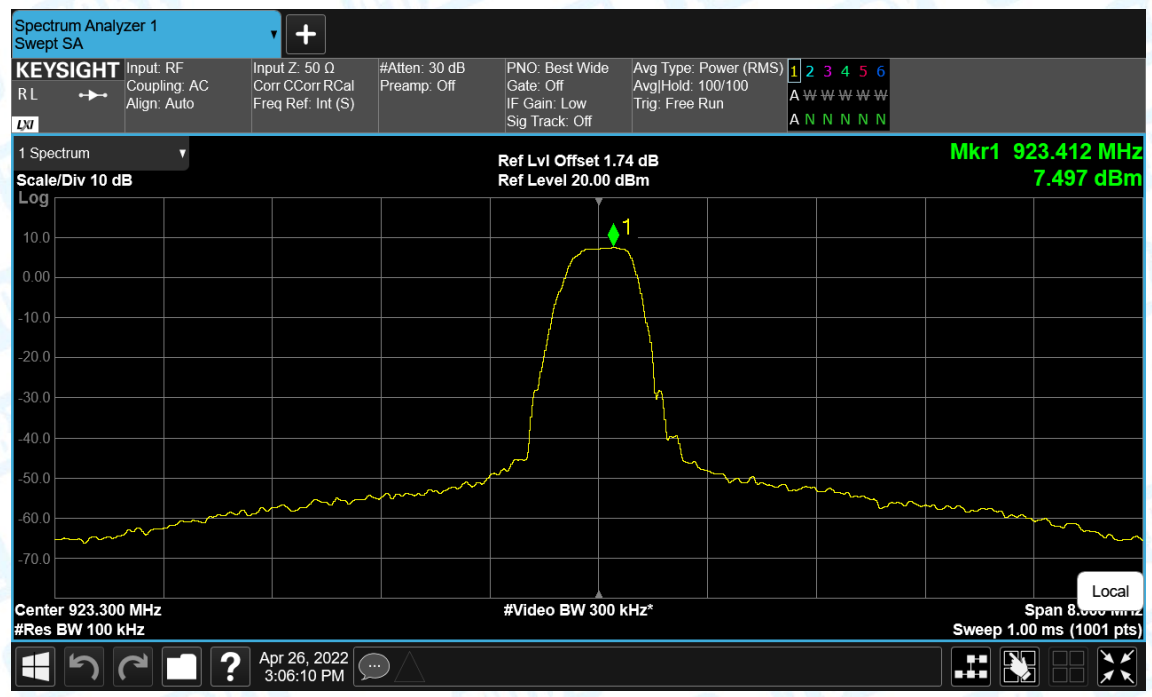 Spectrum Analyzer 1
Swept SA
KEYSIGHT
R L
LXI
Input: RF
Coupling: AC
Align: Auto
Input Z: 50 Ω
Corr CCorr RCal
Freq Ref: Int (S)
#Atten: 30 dB
Preamp: Off
PNO: Best Wide
Gate: Off
IF Gain: Low
Sig Track: Off
Avg Type: Power (RMS)
Avg|Hold: 100/100
Trig: Free Run
1 2 3 4 5 6
A W W W W W
A N N N N N
1 Spectrum
Scale/Div 10 dB
Log
Ref Lvl Offset 1.74 dB
Ref Level 20.00 dBm
Mkr1 923.412 MHz
7.497 dBm
1
10.0
0.00
-10.0
-20.0
-30.0
-40.0
-50.0
-60.0
-70.0
Local
Center 923.300 MHz
#Video BW 300 kHz*
Span
#Res BW 100 kHz
Sweep 1.00 ms (1001 pts)
?
Apr 26, 2022
3:06:10 PM